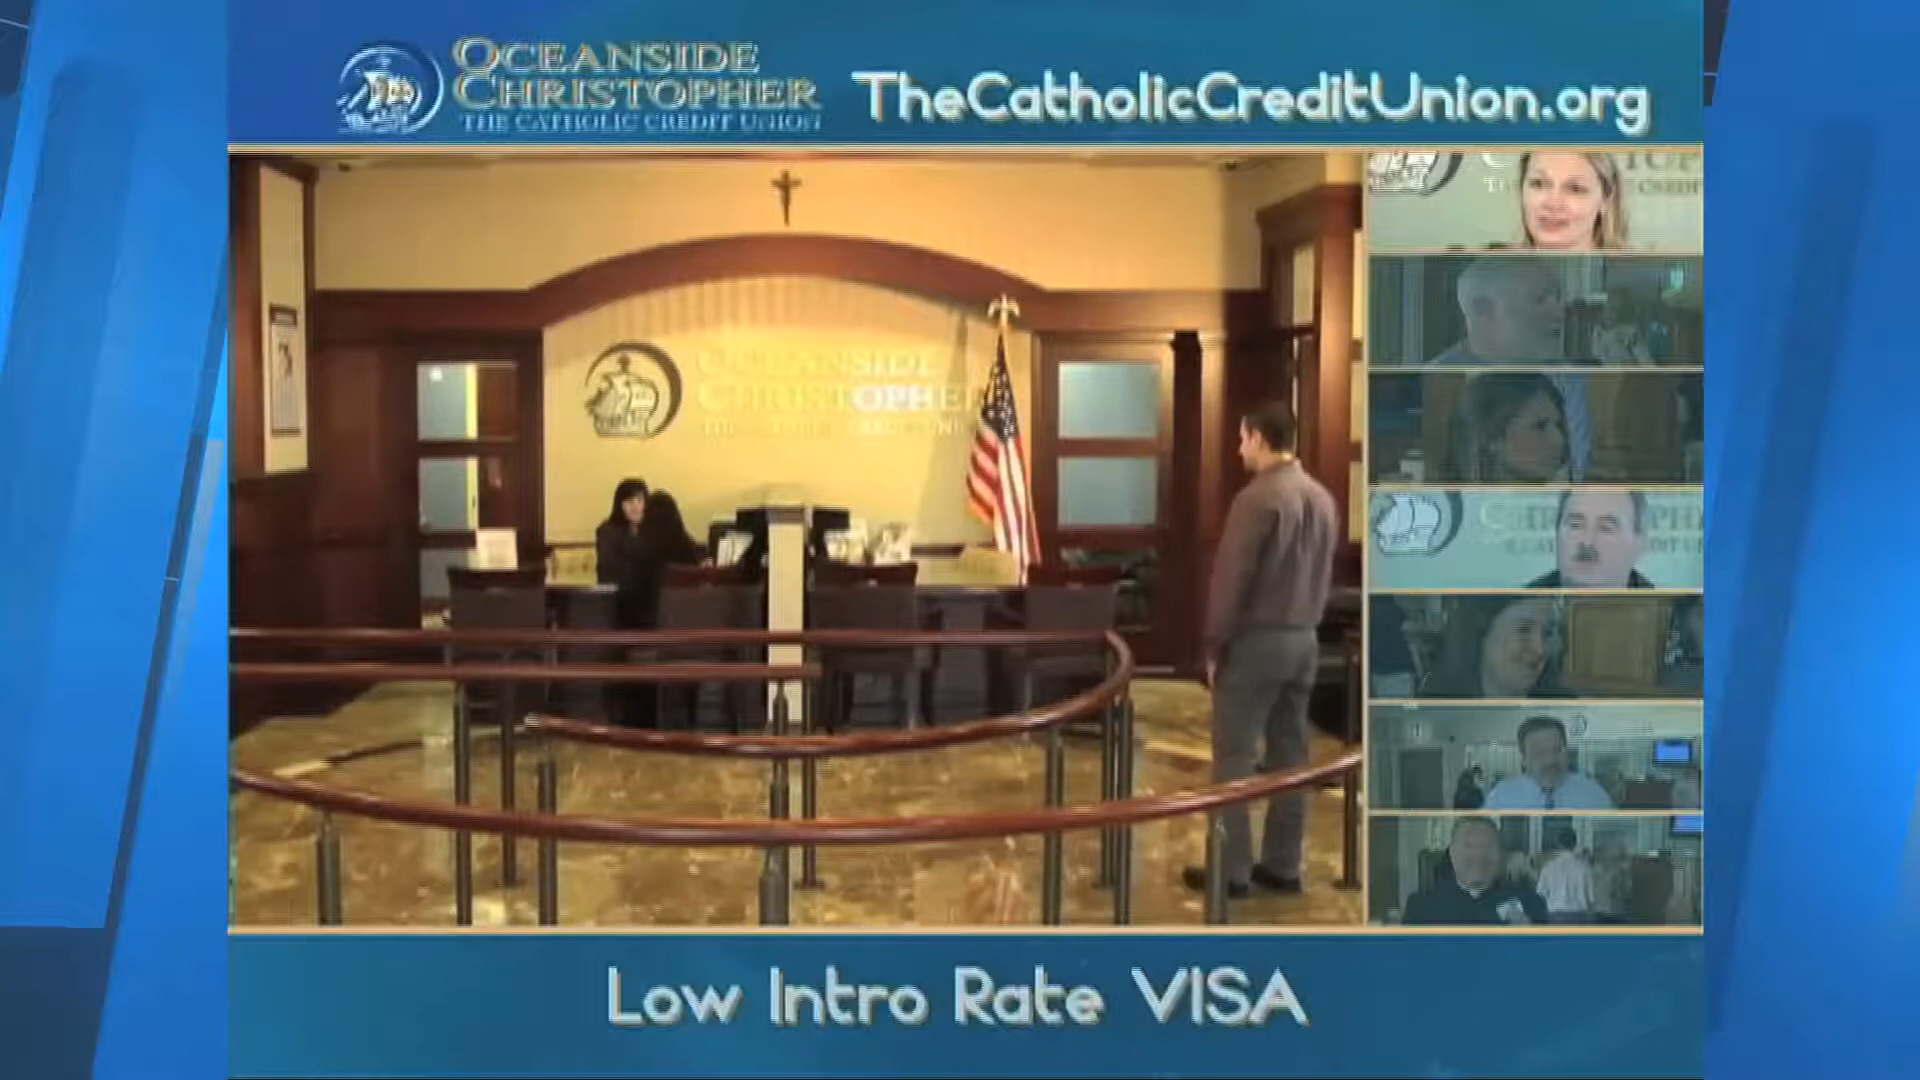 OCEANSIDE
CHRISTOPHER
THE CATHOLIC CREDIT UNION
TheCatholicCreditUnion.org
OCEANSIDE
CHRISTOPHER
Low Intro Rate VISA